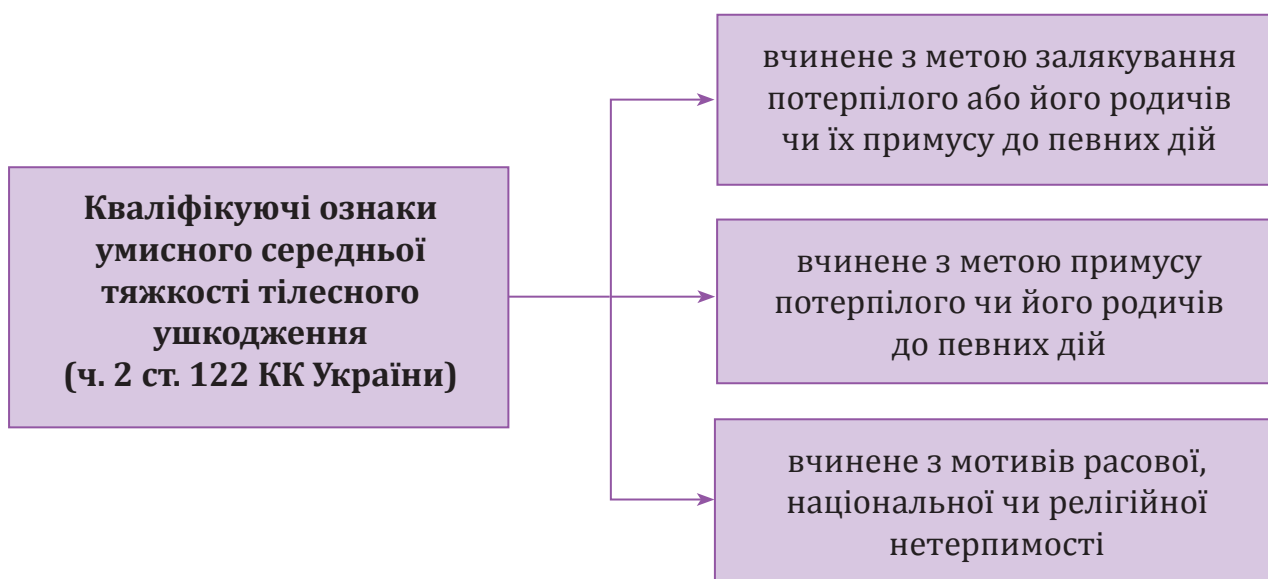 Кваліфікуючі ознаки
умисного середньої
тяжкості тілесного
ушкодження
(ч. 2 ст. 122 КК України)
вчинене з метою залякування
потерпілого або його родичів
чи їх примусу до певних дій
вчинене з метою примусу
потерпілого чи його родичів
до певних дій
вчинене з мотивів расової,
національної чи релігійної
нетерпимості